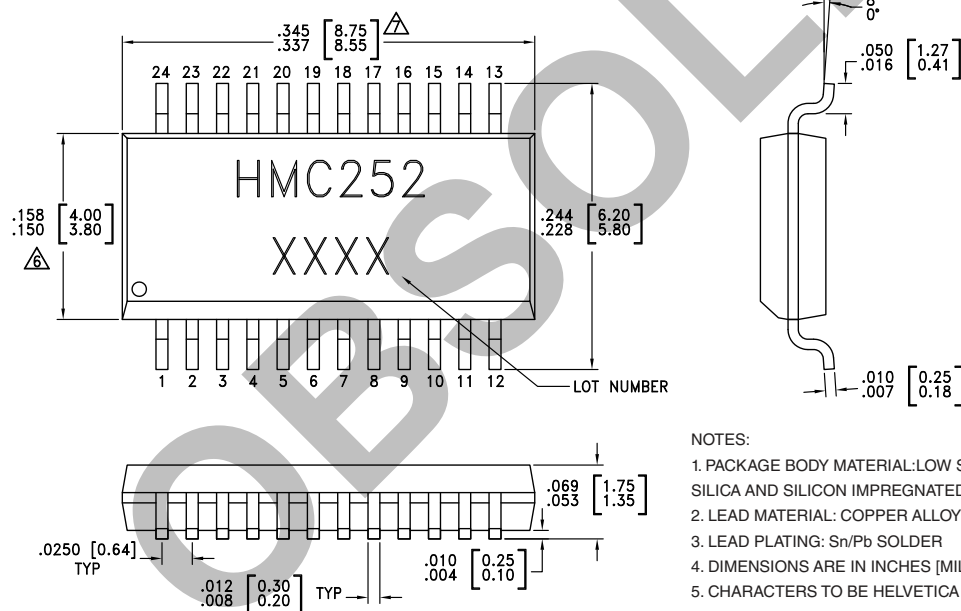 .345 [8.75]
.337 [8.55]
7
24 23 22 21 20 19 18 17 16 15 14 13
HMC252
XXXX
.158 [4.00]
.150 [3.80]
6
.244 [6.20]
.228 [5.80]
1 2 3 4 5 6 7 8 9 10 11 12
LOT NUMBER
0°
.050 [1.27]
.016 [0.41]
.010 [0.25]
.007 [0.18]
.069 [1.75]
.053 [1.35]
.0250 [0.64]
TYP
.012 [0.30]
.008 [0.20]
TYP
.010 [0.25]
.004 [0.10]
NOTES:
1. PACKAGE BODY MATERIAL:LOW
SILICA AND SILICON IMPREGNATED
2. LEAD MATERIAL: COPPER ALLOY
3. LEAD PLATING: Sn/Pb SOLDER
4. DIMENSIONS ARE IN INCHES
5. CHARACTERS TO BE HELVETICA
OBSOL